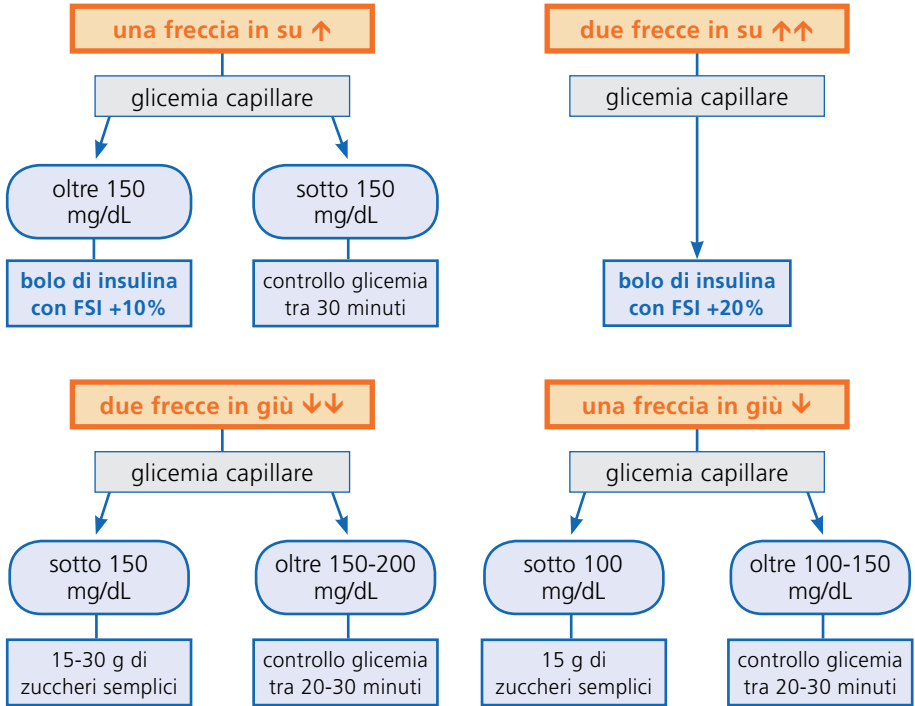 una freccia in su ↑
glicemia capillare
oltre 150
mg/dL
bolo di insulina
con FSI +10%
sotto 150
mg/dL
controllo glicemia
tra 30 minuti
due frecce in su ↑↑
glicemia capillare
bolo di insulina
con FSI +20%
due frecce in giù ↓↓
glicemia capillare
sotto 150
mg/dL
15-30 g di
zuccheri semplici
oltre 150-200
mg/dL
controllo glicemia
tra 20-30 minuti
una freccia in giù ↓
glicemia capillare
sotto 100
mg/dL
15 g di
zuccheri semplici
oltre 100-150
mg/dL
controllo glicemia
tra 20-30 minuti